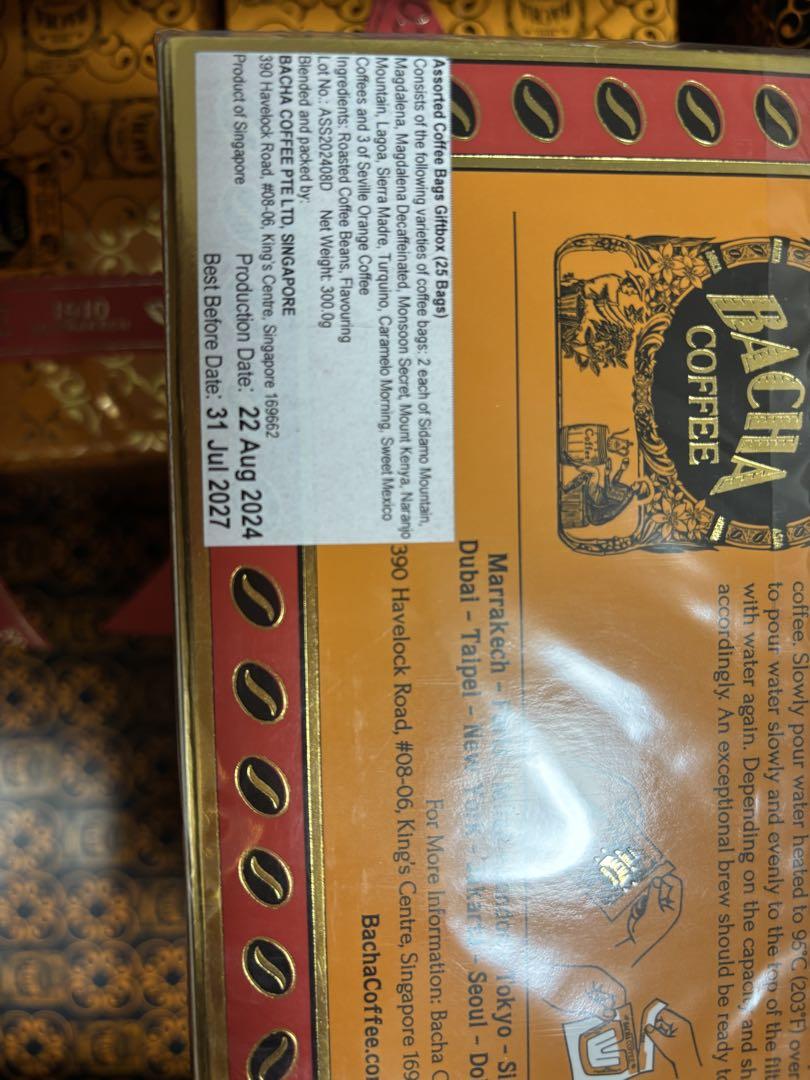 Assorted Coffee Bags Giftbox (25 Bags)
Consists of the following varieties of coffee bags: 2 each of Sidamo Mountain,
Magdalena, Magdalena Decaffeinated, Monsoon Secret, Mount Kenya, Naranjo
Mountain, Lagoa, Sierra Madre, Turquino, Caramelo Morning, Sweet Mexico
Coffees and 3 of Seville Orange Coffee
Ingredients: Roasted Coffee Beans, Flavouring
Lot No.: ASS202408D Net Weight: 300.0g
Blended and packed by:
BACHA COFFEE PTE LTD, SINGAPORE
390 Havelock Road, #08-06, King's Centre, Singapore 169662
Product of Singapore
Production Date: 22 Aug 2024
Best Before Date: 31 Jul 2027
BACHA
COFFEE
Coffee
coffee. Slowly pour water heated to 95°C (203°F) over
to pour water slowly and evenly to the top of the
with water again. Depending on the capacity and
accordingly. An exceptional brew should be ready
Marrakech –
Tokyo –
Dubai – Taipei – New York – – Seoul –
For More Information: Bacha
390 Havelock Road, #08-06, King's Centre, Singapore 169
BachaCoffee.co
1910